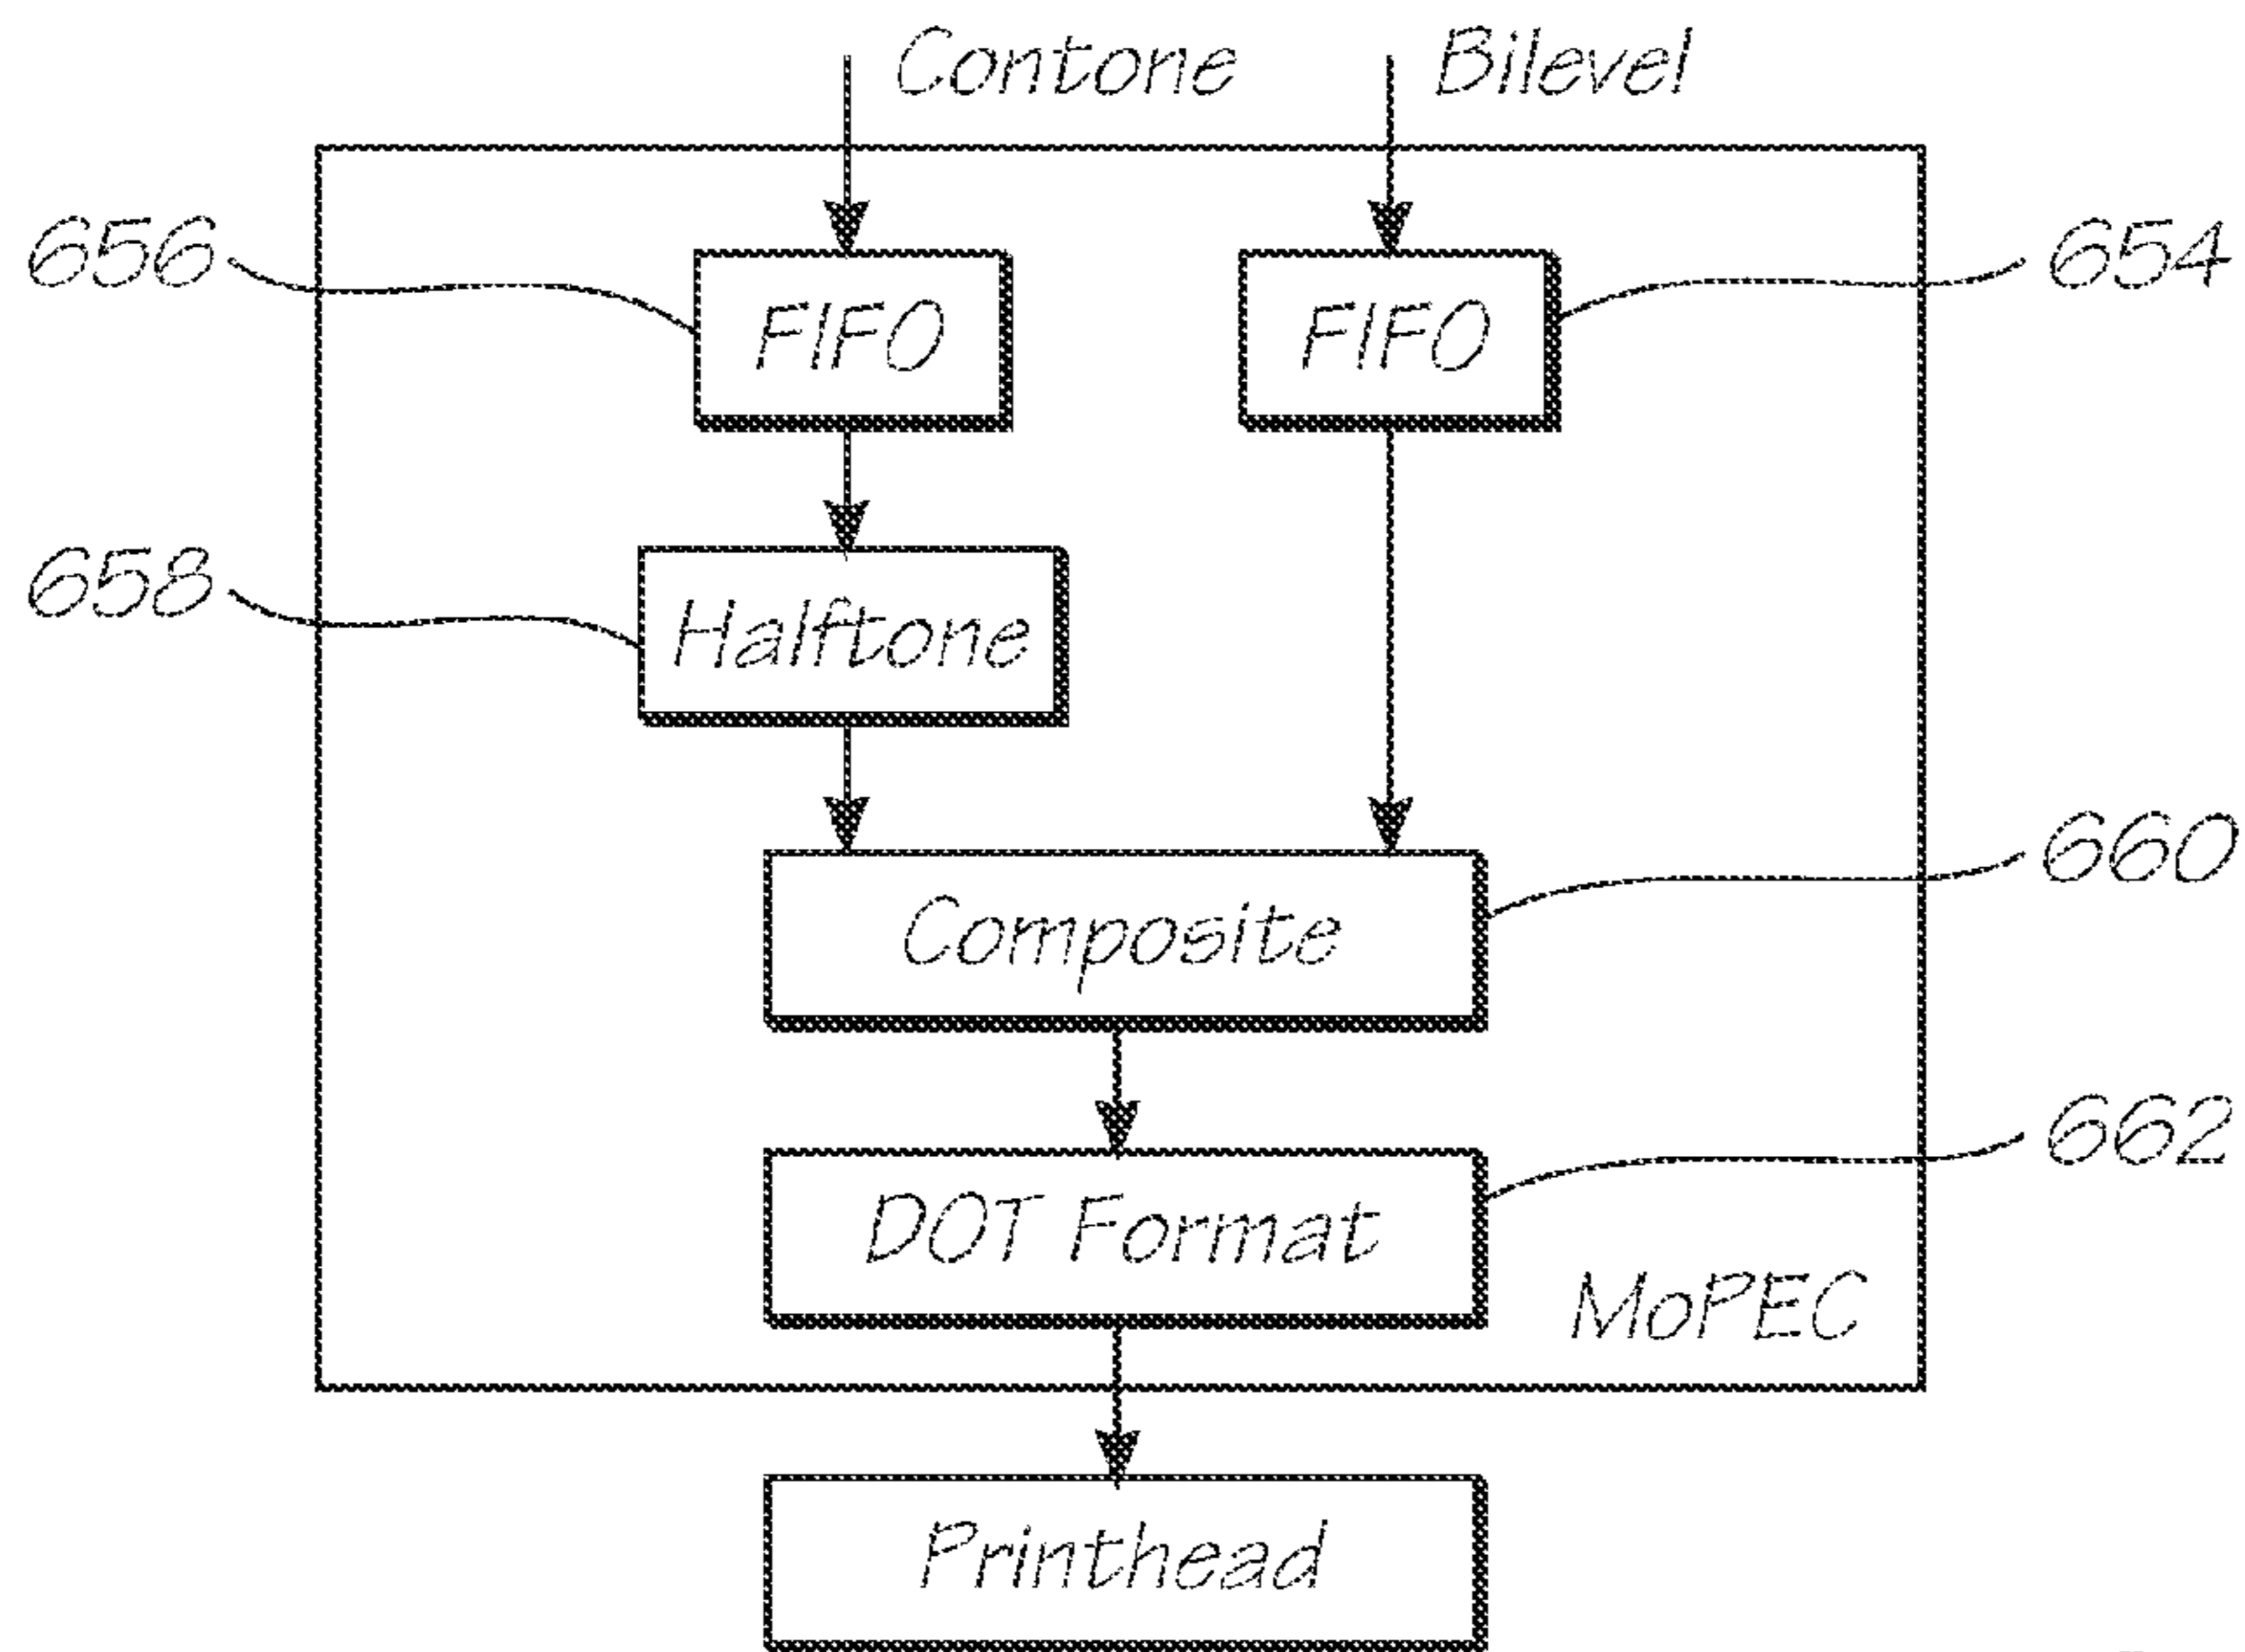 Contone
Bilevel
656
FIFO
FIFO
654
658
Halftone
660
Composite
662
DOT Format
MoPEC
Printhead